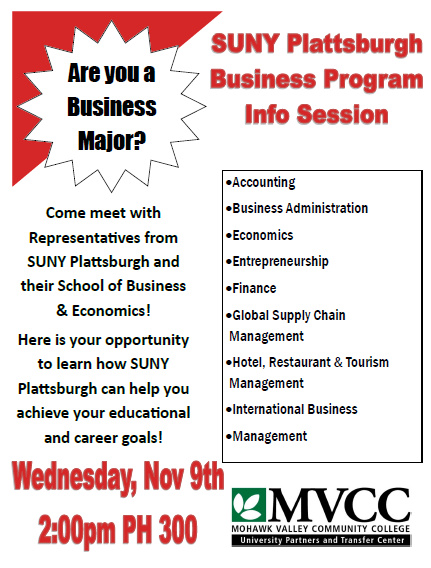 Are you a
Business
Major?
SUNY Plattsburgh
Business Program
Info Session
Come meet with
Representatives from
SUNY Plattsburgh and
their School of Business
& Economics!
Here is your opportunity
to learn how SUNY
Plattsburgh can help you
achieve your educational
and career goals!
•Accounting
•Business Administration
•Economics
•Entrepreneurship
•Finance
•Global Supply Chain
Management
•Hotel, Restaurant & Tourism
Management
•International Business
•Management
Wednesday, Nov 9th
2:00pm PH 300
MVCC
MOHAWK VALLEY COMMUNITY COLLEGE
University Partners and Transfer Center